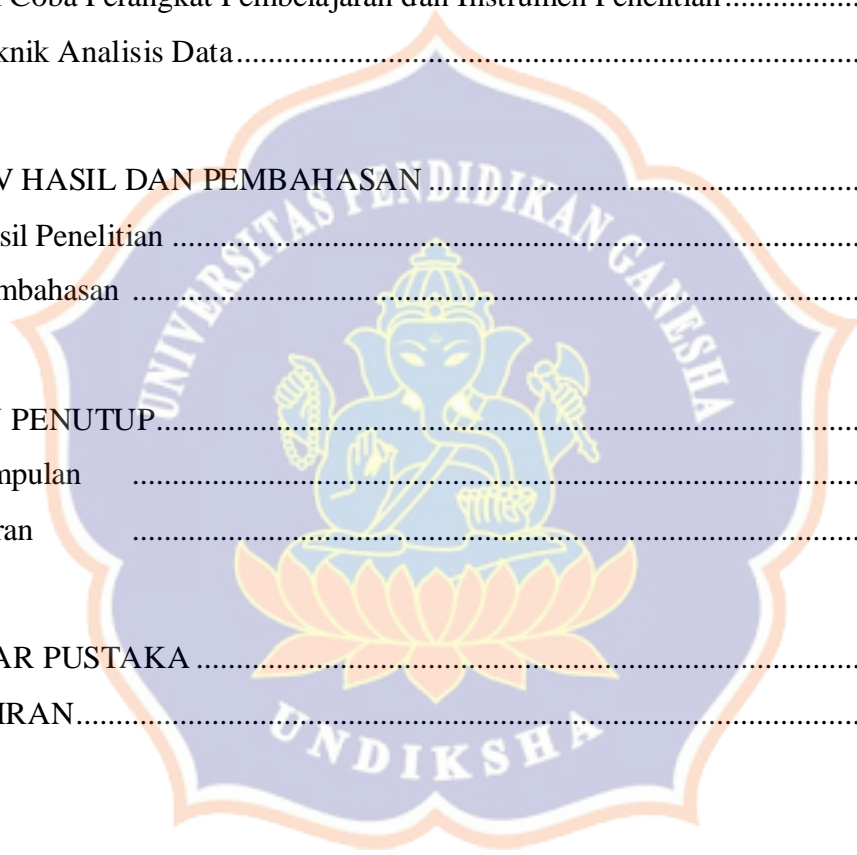 Coba Perangkat Pembelajaran dan Instrumen Penelitian ........................
knik Analisis Data ........................................................................
V HASIL DAN PEMBAHASAN ..................................................
sil Penelitian ................................................................................
mbahasan ....................................................................................
PENUTUP ....................................................................................
mpulan ........................................................................................
ran ..............................................................................................
AR PUSTAKA ............................................................................
IRAN ..........................................................................................
UNIVERSITAS PENDIDIKAN GANESHA
UNDIKSHA